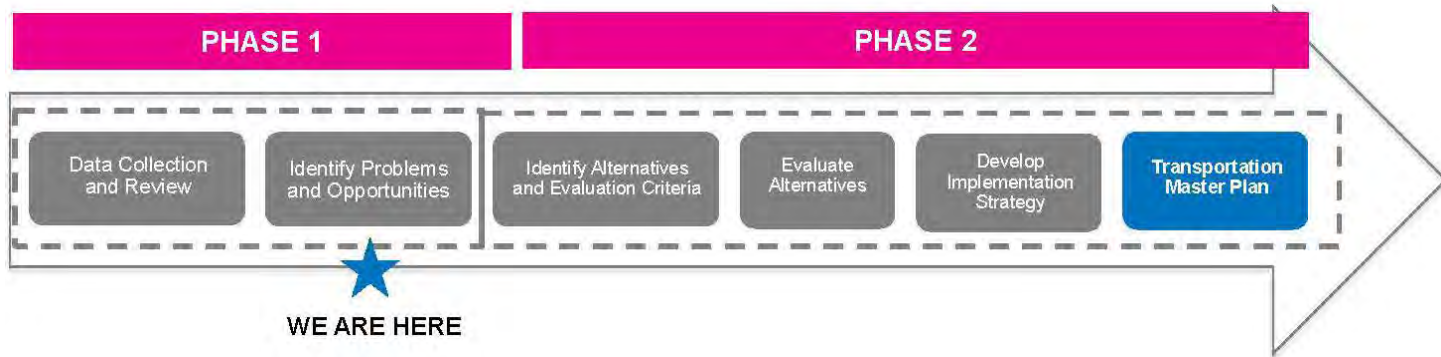 PHASE 1
PHASE 2
Data Collection
and Review
Identify Problems
and Opportunities
Identify Alternatives
and Evaluation Criteria
Evaluate
Alternatives
Develop
Implementation
Strategy
Transportation
Master Plan
WE ARE HERE